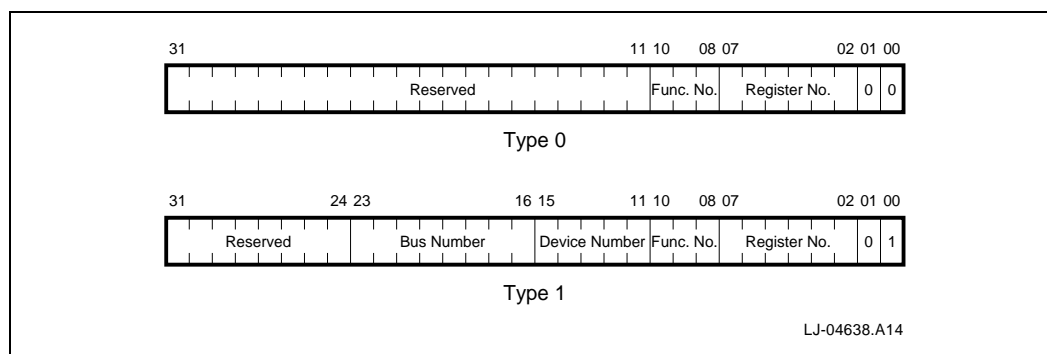 31 11 10 08 07 02 01 00
Reserved Func. No. Register No. 0 0
Type 0
31 24 23 16 15 11 10 08 07 02 01 00
Reserved Bus Number Device Number Func. No. Register No. 0 1
Type 1
LJ-04638.A14